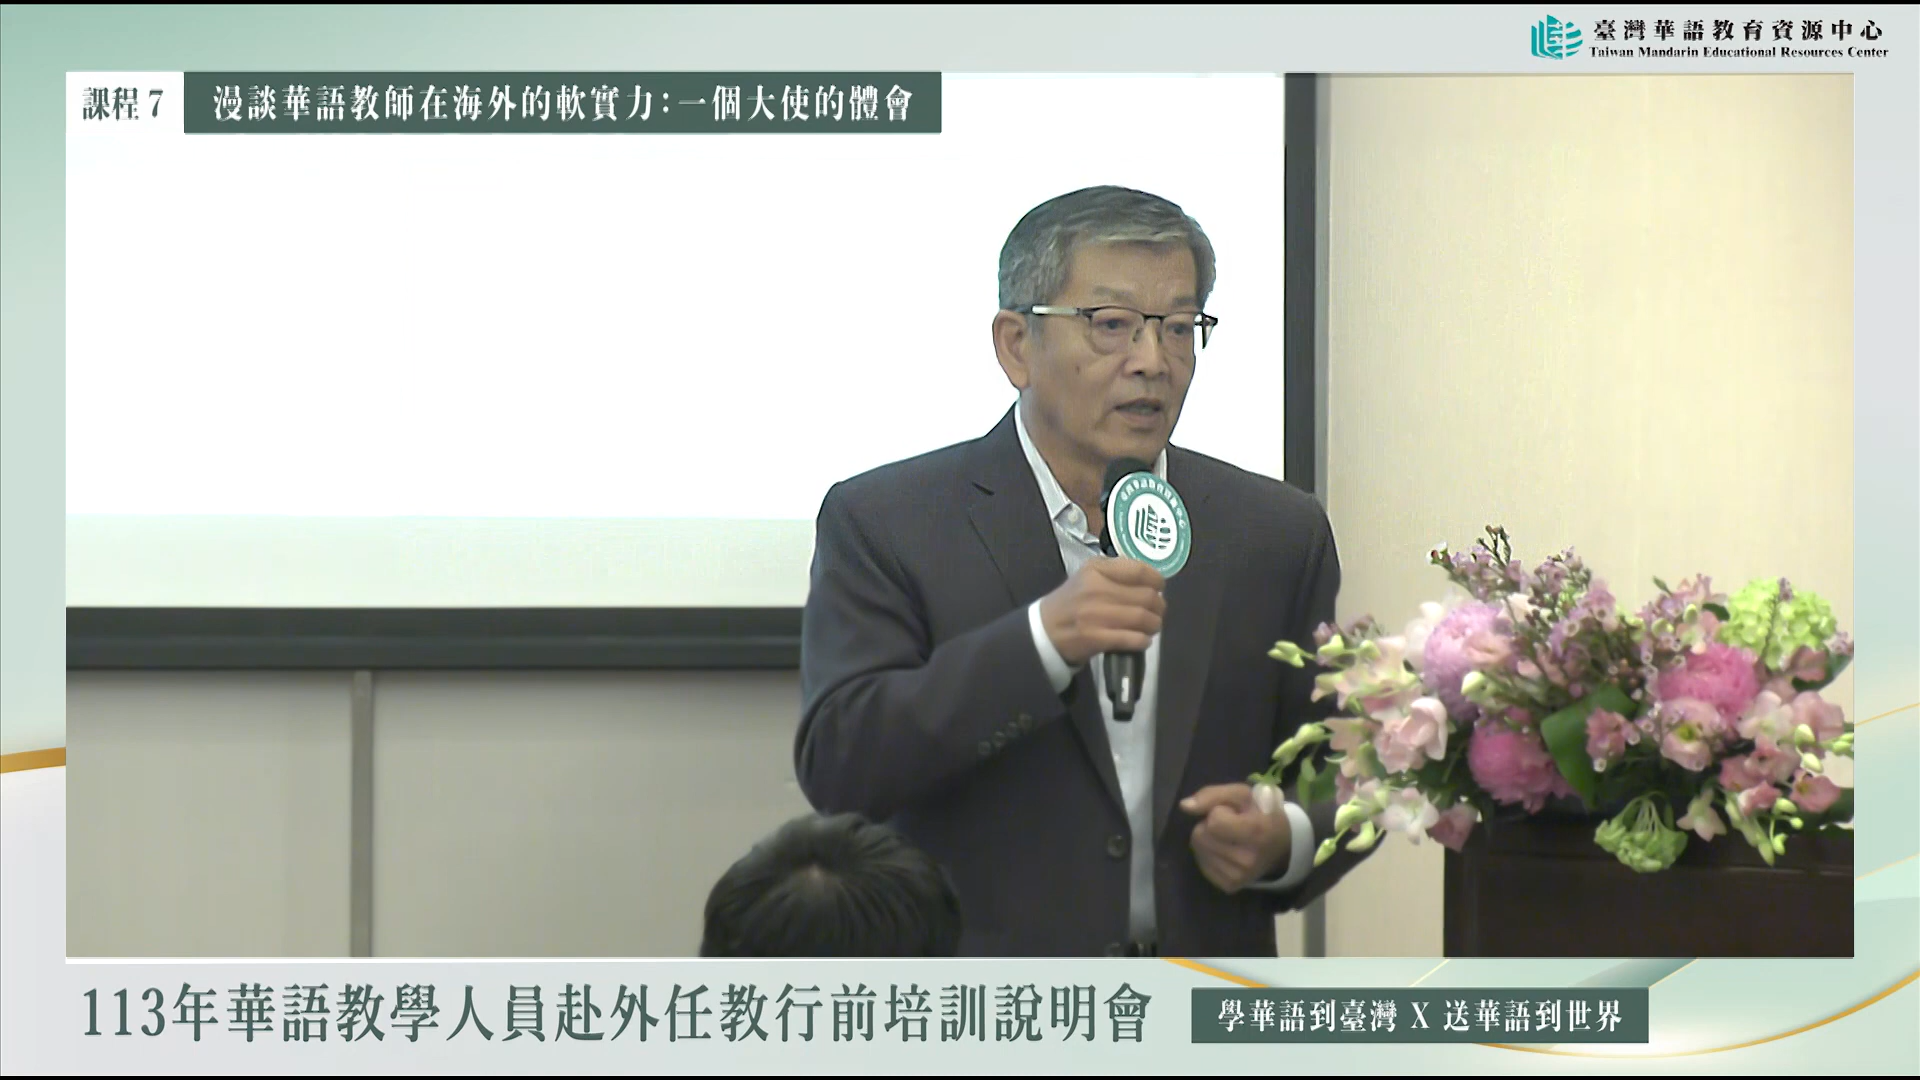 臺灣華語教育資源中心
Taiwan Mandarin Educational Resources Center
課程 7
漫談華語教師在海外的軟實力：一個大使的體會
113年華語教學人員赴外任教行前培訓說明會
學華語到臺灣 X 送華語到世界